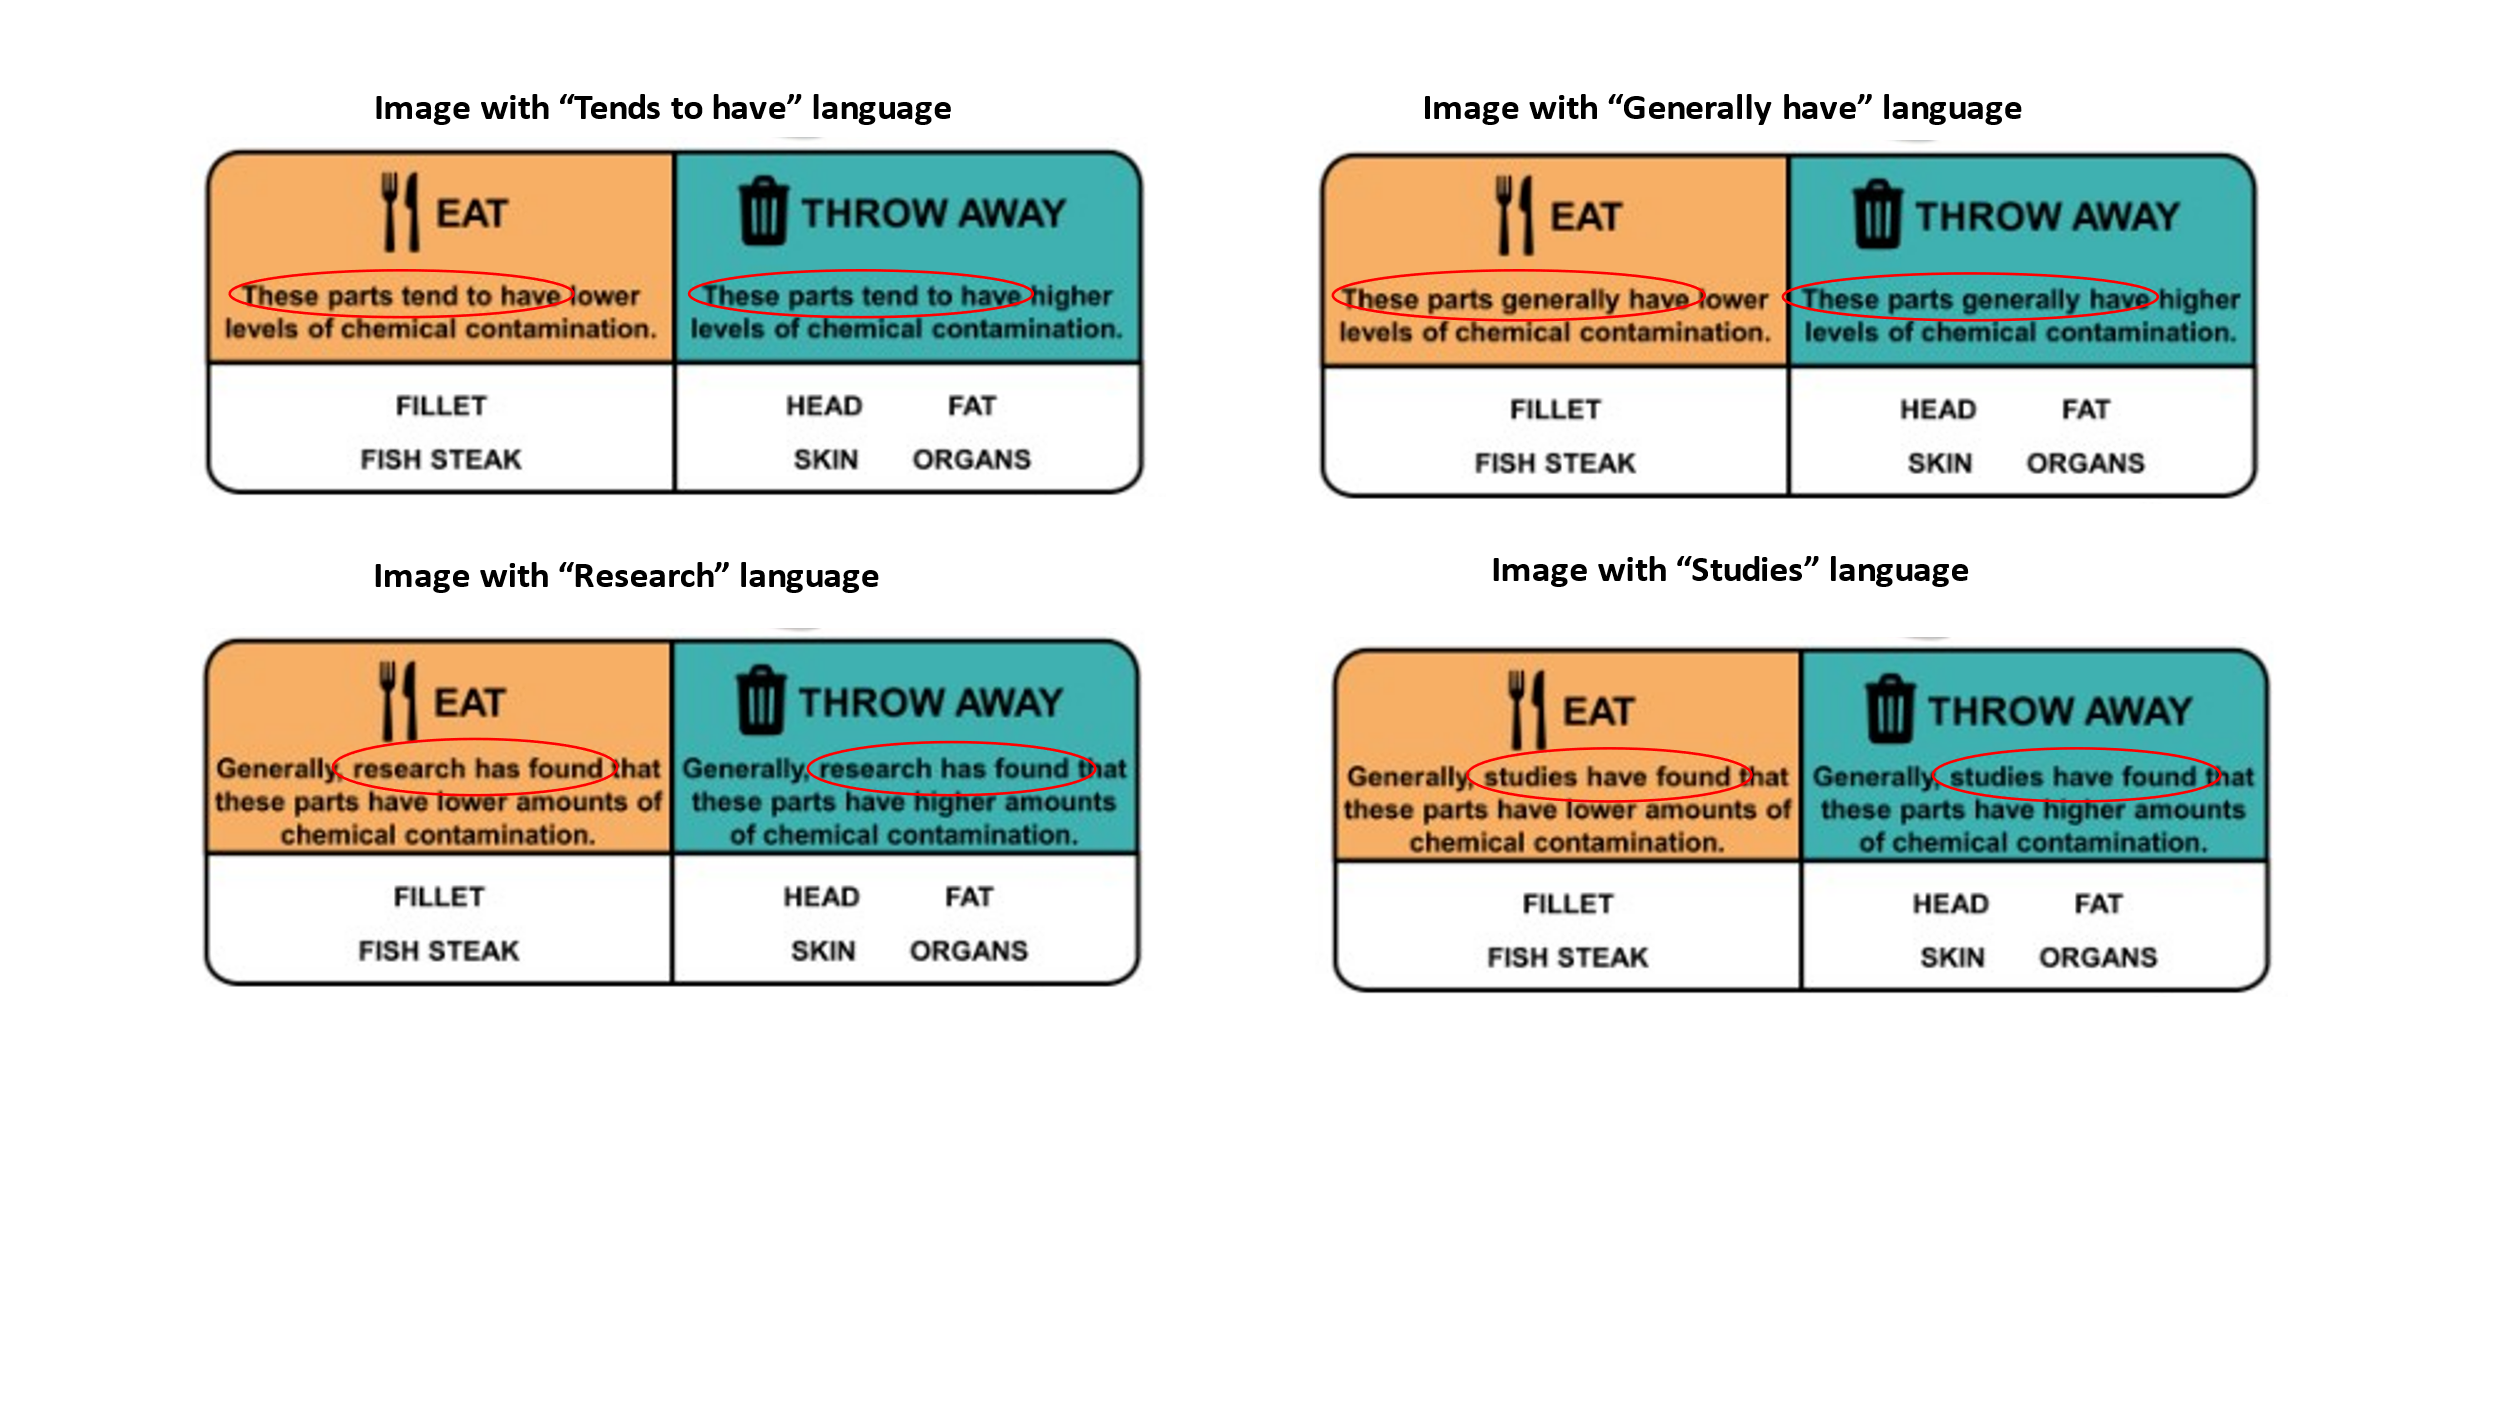 Image with “Tends to have” language
EAT
These parts tend to have lower
levels of chemical contamination.
THROW AWAY
These parts tend to have higher
levels of chemical contamination.
FILLET
FISH STEAK
HEAD FAT
SKIN ORGANS
Image with “Generally have” language
EAT
These parts generally have lower
levels of chemical contamination.
THROW AWAY
These parts generally have higher
levels of chemical contamination.
FILLET
FISH STEAK
HEAD FAT
SKIN ORGANS
Image with “Research” language
EAT
Generally, research has found that
these parts have lower amounts of
chemical contamination.
THROW AWAY
Generally, research has found that
these parts have higher amounts
of chemical contamination.
FILLET
FISH STEAK
HEAD FAT
SKIN ORGANS
Image with “Studies” language
EAT
Generally, studies have found that
these parts have lower amounts of
chemical contamination.
THROW AWAY
Generally, studies have found that
these parts have higher amounts
of chemical contamination.
FILLET
FISH STEAK
HEAD FAT
SKIN ORGANS